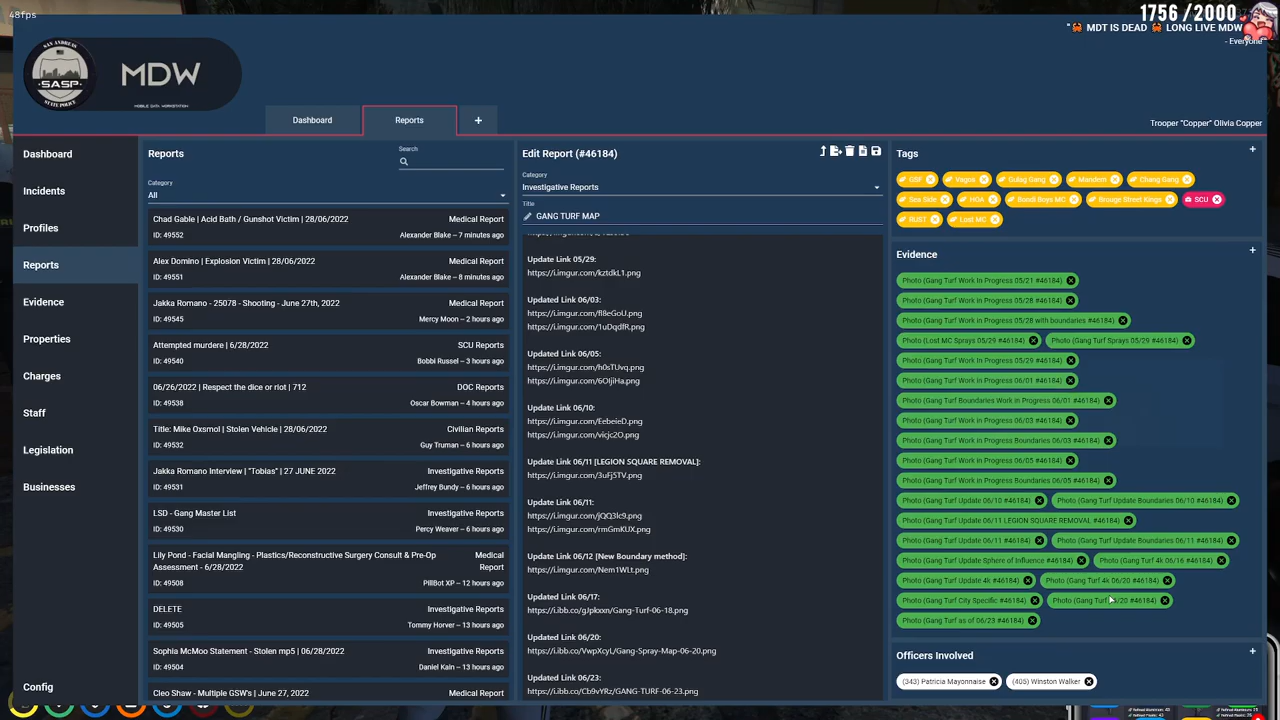 48fps
1756 /2000
" 🦀 MDT IS DEAD 🦀 LONG LIVE MDW
- Everyone
SAN ANDREAS
SASP
STATE POLICE
MDW
MOBILE DATA WORKSTATION
Dashboard
Reports
+
Trooper "Copper" Olivia Copper
Dashboard
Incidents
Profiles
Reports
Evidence
Properties
Charges
Staff
Legislation
Businesses
Config
Reports
Search
Category
All
Chad Gable | Acid Bath / Gunshot Victim | 28/06/2022
Medical Report
ID: 49552
Alexander Blake – 7 minutes ago
Alex Domino | Explosion Victim | 28/06/2022
Medical Report
ID: 49551
Alexander Blake – 8 minutes ago
Jakka Romano - 25078 - Shooting - June 27th, 2022
Medical Report
ID: 49545
Mercy Moon – 2 hours ago
Attempted murdere | 6/28/2022
SCU Reports
ID: 49540
Bobbi Russel – 3 hours ago
06/26/2022 | Respect the dice or riot | 712
DOC Reports
ID: 49538
Oscar Bowman – 4 hours ago
Title: Mike Oxmol |Stolen Vehicle | 28/06/2022
Civilian Reports
ID: 49532
Guy Truman – 6 hours ago
Jakka Romano Interview | "Tobias" | 27 JUNE 2022
Investigative Reports
ID: 49531
Jeffrey Bundy – 6 hours ago
LSD - Gang Master List
Investigative Reports
ID: 49530
Percy Weaver – 6 hours ago
Lily Pond - Facial Mangling - Plastics/Reconstructive Surgery Consult & Pre-Op
Assessment - 6/28/2022
Medical
Report
ID: 49508
PillBot XP – 12 hours ago
DELETE
Investigative Reports
ID: 49505
Tommy Horver – 13 hours ago
Sophia McMoo Statement - Stolen mp5 | 06/28/2022
Investigative Reports
ID: 49504
Daniel Kain – 13 hours ago
Cleo Shaw - Multiple GSW's | June 27, 2022
Medical Report
Edit Report (#46184)
Category
Investigative Reports
Title
GANG TURF MAP
Update Link 05/29:
https://i.imgur.com/kztdkL1.png
Updated Link 06/03:
https://i.imgur.com/fI8eGoU.png
https://i.imgur.com/1uDqdfR.png
Updated Link 06/05:
https://i.imgur.com/h0sTUvq.png
https://i.imgur.com/6OIjiHa.png
Update Link 06/10:
https://i.imgur.com/EebeieD.png
https://i.imgur.com/vicjc2O.png
Update Link 06/11 [LEGION SQUARE REMOVAL]:
https://i.imgur.com/3uFj5TV.png
Update Link 06/11:
https://i.imgur.com/jQQ3lc9.png
https://i.imgur.com/rmGmKUX.png
Update Link 06/12 [New Boundary method]:
https://i.imgur.com/Nem1WLt.png
Update Link 06/17:
https://i.ibb.co/gJpkxxn/Gang-Turf-06-18.png
Update Link 06/20:
https://i.ibb.co/VwpXcyL/Gang-Spray-Map-06-20.png
Update Link 06/23:
https://i.ibb.co/Cb9vYRz/GANG-TURF-06-23.png
Tags
+
GSF Vagos Gulag Gang Mandem Chang Gang
Sea Side HOA Bondi Boys MC Brouge Street Kings SCU
RUST Lost MC
Evidence
+
Photo (Gang Turf Work In Progress 05/21 #46184)
Photo (Gang Turf Work in Progress 05/28 #46184)
Photo (Gang Turf Work in Progress 05/28 with boundaries #46184)
Photo (Lost MC Sprays 05/29 #46184) Photo (Gang Turf Sprays 05/29 #46184)
Photo (Gang Turf Work in Progress 05/29 #46184)
Photo (Gang Turf Work in Progress 06/01 #46184)
Photo (Gang Turf Boundaries Work in Progress 06/01 #46184)
Photo (Gang Turf Work in Progress 06/03 #46184)
Photo (Gang Turf Work in Progress Boundaries 06/03 #46184)
Photo (Gang Turf Work in Progress 06/05 #46184)
Photo (Gang Turf Work in Progress Boundaries 06/05 #46184)
Photo (Gang Turf Update 06/10 #46184) Photo (Gang Turf Update Boundaries 06/10 #46184)
Photo (Gang Turf Update 06/11 LEGION SQUARE REMOVAL #46184)
Photo (Gang Turf Update 06/11 #46184) Photo (Gang Turf Update Boundaries 06/11 #46184)
Photo (Gang Turf Update Sphere of Influence #46184) Photo (Gang Turf 4k 06/16 #46184)
Photo (Gang Turf Update 4k #46184) Photo (Gang Turf 4k 06/20 #46184)
Photo (Gang Turf City Specific #46184) Photo (Gang Turf /20 #46184)
Photo (Gang Turf as of 06/23 #46184)
Officers Involved
+
(343) Patricia Mayonnaise (405) Winston Walker